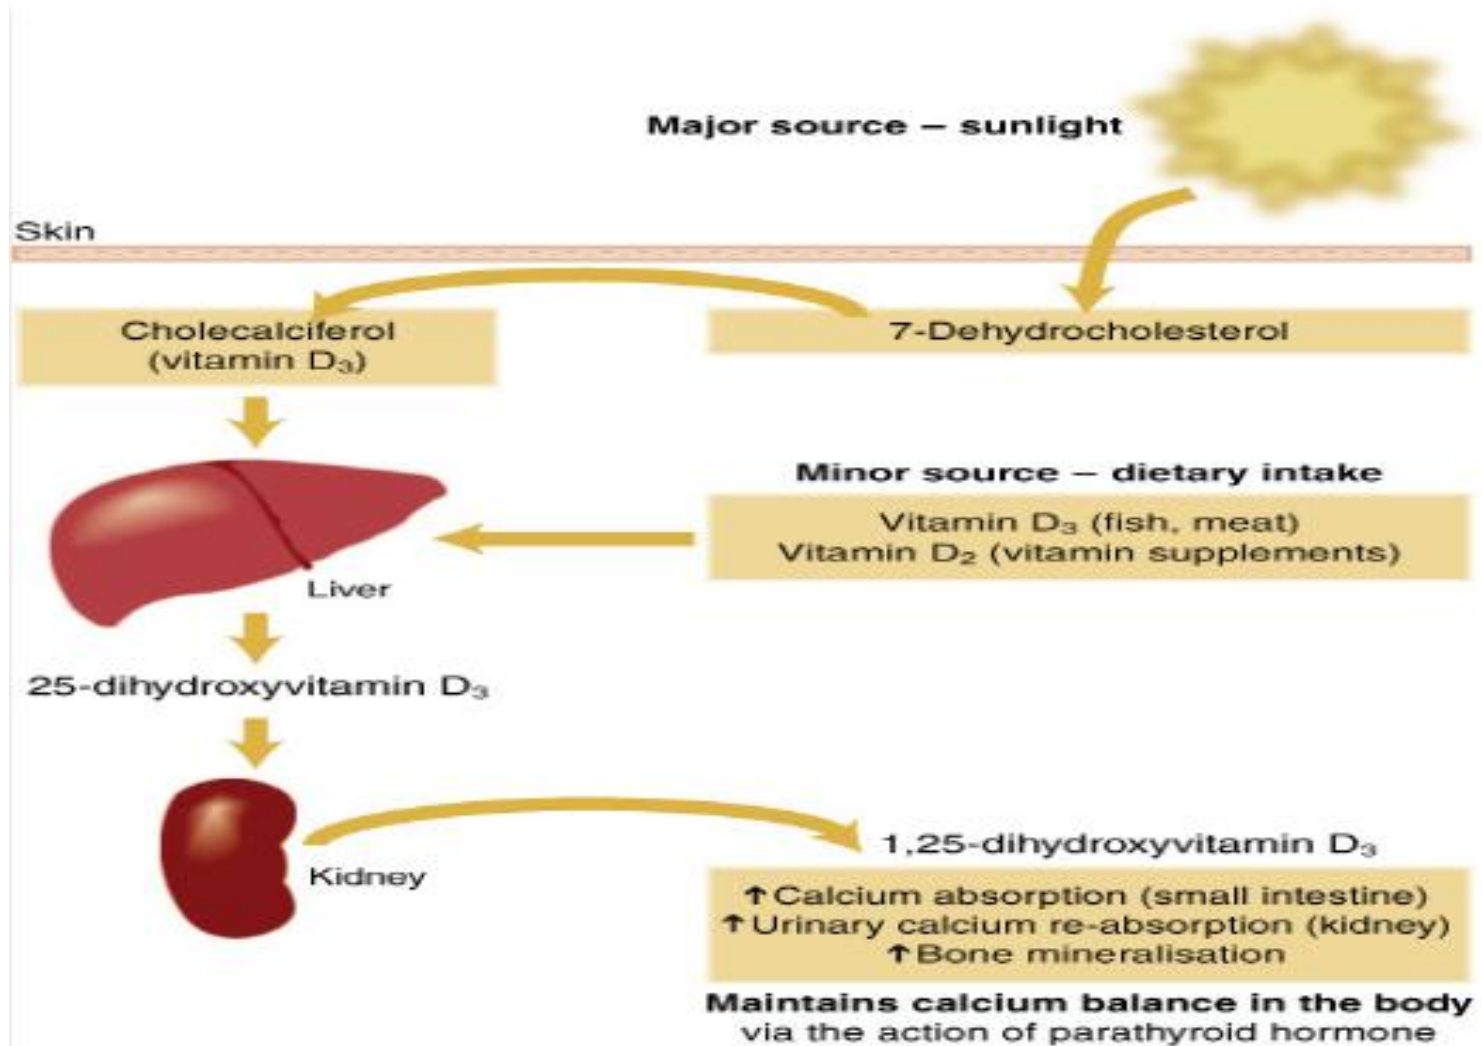 Major source – sunlight
Skin
Cholecalciferol
(vitamin D₃)
7-Dehydrocholesterol
Minor source – dietary intake
Vitamin D₃ (fish, meat)
Vitamin D₂ (vitamin supplements)
Liver
25-dihydroxyvitamin D₃
Kidney
1,25-dihydroxyvitamin D₃
↑Calcium absorption (small intestine)
↑Urinary calcium re-absorption (kidney)
↑Bone mineralisation
Maintains calcium balance in the body
via the action of parathyroid hormone